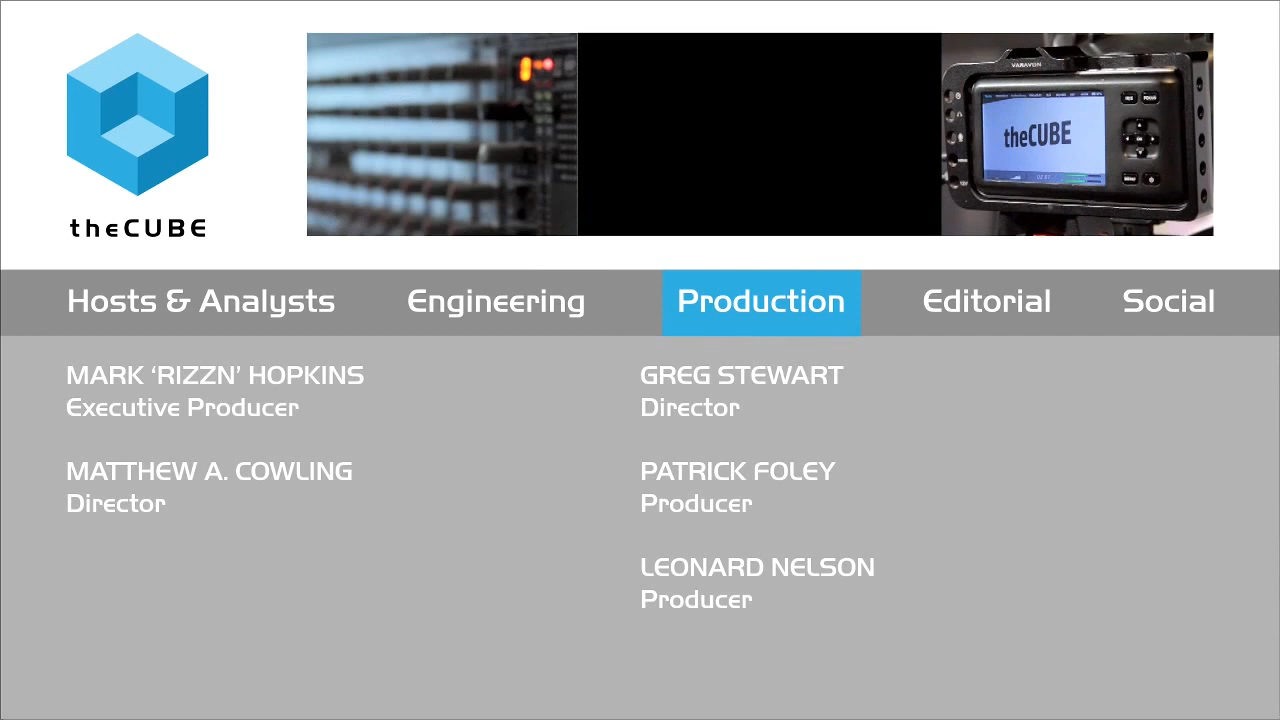 theCUBE
VARAVON
theCUBE
Hosts & Analysts Engineering Production Editorial Social
MARK ‘RIZZN’ HOPKINS
Executive Producer
MATTHEW A. COWLING
Director
GREG STEWART
Director
PATRICK FOLEY
Producer
LEONARD NELSON
Producer